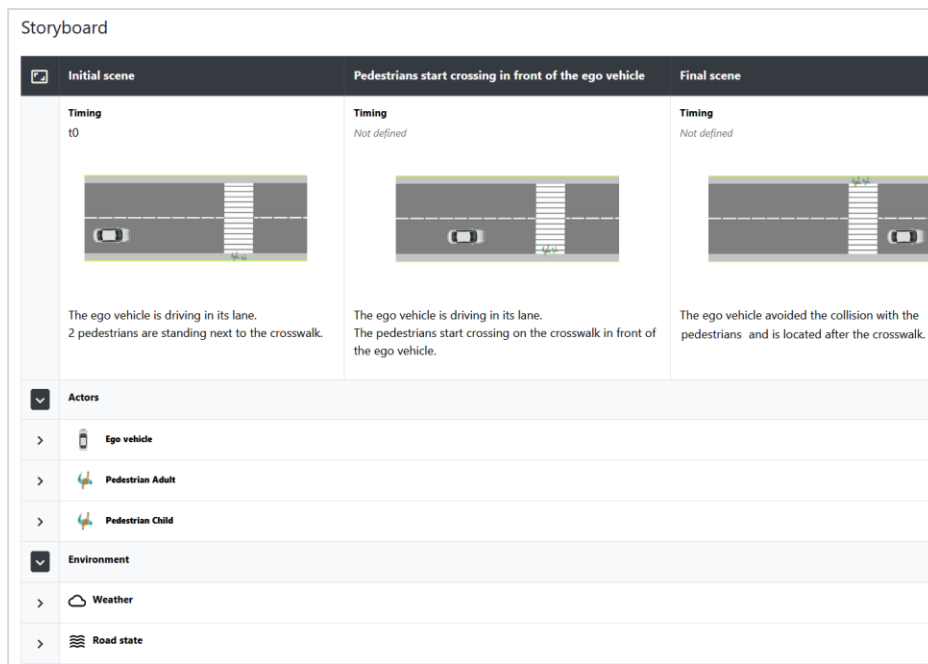 Storyboard
Initial scene
Pedestrians start crossing in front of the ego vehicle
Final scene
Timing
t0
Timing
Not defined
Timing
Not defined
The ego vehicle is driving in its lane.
2 pedestrians are standing next to the crosswalk.
The ego vehicle is driving in its lane.
The pedestrians start crossing on the crosswalk in front of
the ego vehicle.
The ego vehicle avoided the collision with the
pedestrians and is located after the crosswalk.
Actors
Ego vehicle
Pedestrian Adult
Pedestrian Child
Environment
Weather
Road state